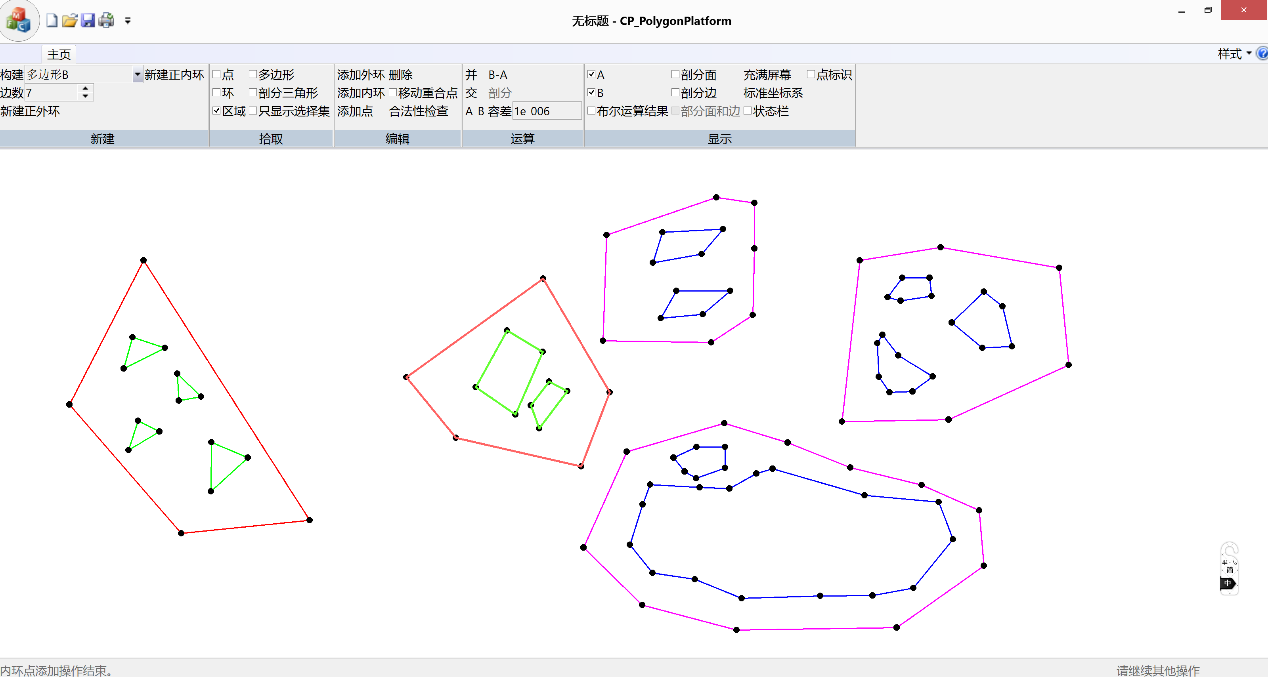 无标题 - CP_PolygonPlatform
主页
样式
构建 多边形B 新建正内环 点 多边形 添加外环 删除 并 B-A A 剖分面 充满屏幕 点标识
边数 7 环 剖分三角形 添加内环 移动重合点 交 剖分 B 剖分边 标准坐标系
新建正外环 区域 只显示选择集 添加点 合法性检查 A B 容差 1e-006 布尔运算结果 剖分面和边 状态栏
新建 拾取 编辑 运算 显示
简
中
内环点添加操作结束。 请继续其他操作